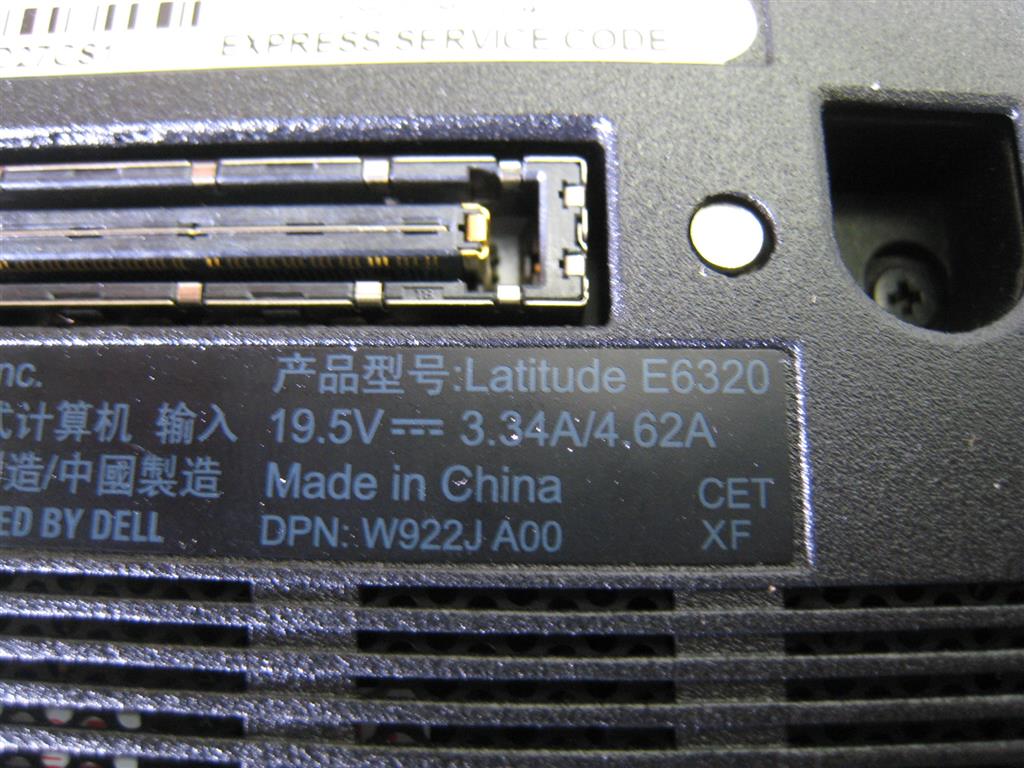 EXPRESS SERVICE CODE
nc. 产品型号:Latitude E6320
式计算机 输入 19.5V 3.34A/4.62A
製造/中國製造 Made in China CET
ED BY DELL DPN: W922J A00 XF